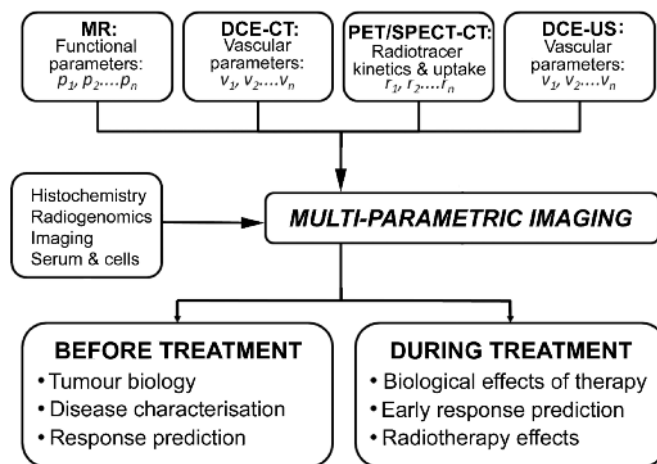 MR:
Functional
parameters:
p1, p2....pn
DCE-CT:
Vascular
parameters:
v1, v2....vn
PET/SPECT-CT:
Radiotracer
kinetics & uptake
r1, r2....rn
DCE-US:
Vascular
parameters:
v1, v2....vn
Histochemistry
Radiogenomics
Imaging
Serum & cells
MULTI-PARAMETRIC IMAGING
BEFORE TREATMENT
• Tumour biology
• Disease characterisation
• Response prediction
DURING TREATMENT
• Biological effects of therapy
• Early response prediction
• Radiotherapy effects